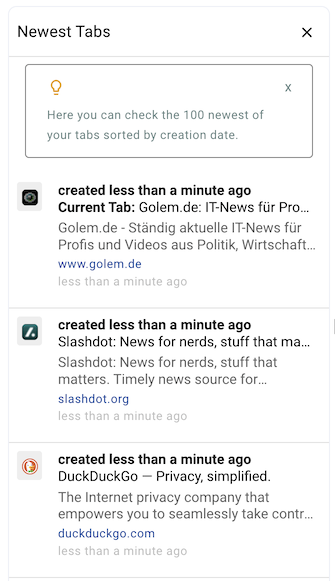 Newest Tabs
x
Here you can check the 100 newest of
your tabs sorted by creation date.
created less than a minute ago
Current Tab: Golem.de: IT-News für Pro...
Golem.de - Ständig aktuelle IT-News für
Profis und Videos aus Politik, Wirtschaft...
www.golem.de
less than a minute ago
created less than a minute ago
Slashdot: News for nerds, stuff that ma...
Slashdot: News for nerds, stuff that
matters. Timely news source for...
slashdot.org
less than a minute ago
created less than a minute ago
DuckDuckGo — Privacy, simplified.
The Internet privacy company that
empowers you to seamlessly take contr...
duckduckgo.com
less than a minute ago